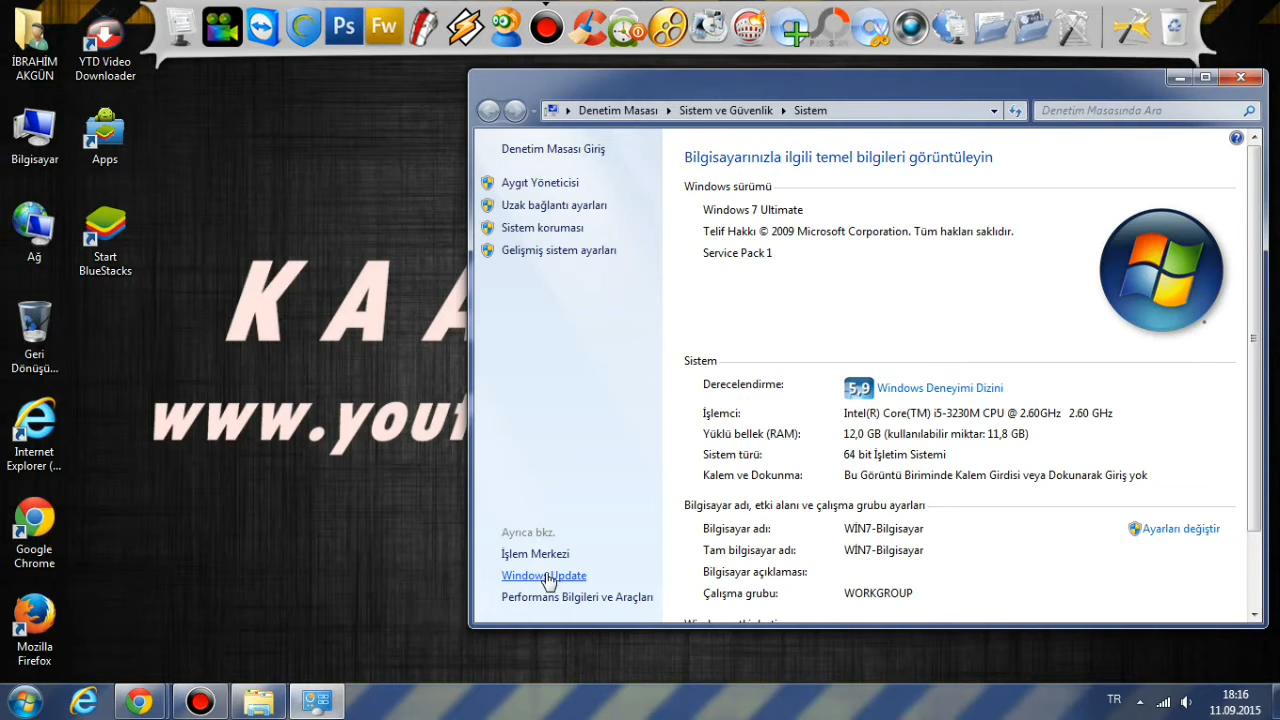 İBRAHİM
AKGÜN
YTD Video
Downloader
Ps
Fw
Bilgisayar
Apps
Ağ
Start
BlueStacks
Geri
Dönüşü...
Internet
Explorer (...
Google
Chrome
Mozilla
Firefox
K A A
www.yout
Denetim Masası
Sistem ve Güvenlik
Sistem
Denetim Masasında Ara
Denetim Masası Giriş
Aygıt Yöneticisi
Uzak bağlantı ayarları
Sistem koruması
Gelişmiş sistem ayarları
Ayrıca bkz.
İşlem Merkezi
Windows Update
Performans Bilgileri ve Araçları
Bilgisayarınızla ilgili temel bilgileri görüntüleyin
Windows sürümü
Windows 7 Ultimate
Telif Hakkı © 2009 Microsoft Corporation. Tüm hakları saklıdır.
Service Pack 1
Sistem
Derecelendirme: 5,9 Windows Deneyimi Dizini
İşlemci: Intel(R) Core(TM) i5-3230M CPU @ 2.60GHz 2.60 GHz
Yüklü bellek (RAM): 12,0 GB (kullanılabilir miktar: 11,8 GB)
Sistem türü: 64 bit İşletim Sistemi
Kalem ve Dokunma: Bu Görüntü Biriminde Kalem Girdisi veya Dokunarak Giriş yok
Bilgisayar adı, etki alanı ve çalışma grubu ayarları
Bilgisayar adı: WİN7-Bilgisayar Ayarları değiştir
Tam bilgisayar adı: WİN7-Bilgisayar
Bilgisayar açıklaması:
Çalışma grubu: WORKGROUP
TR
18:16
11.09.2015